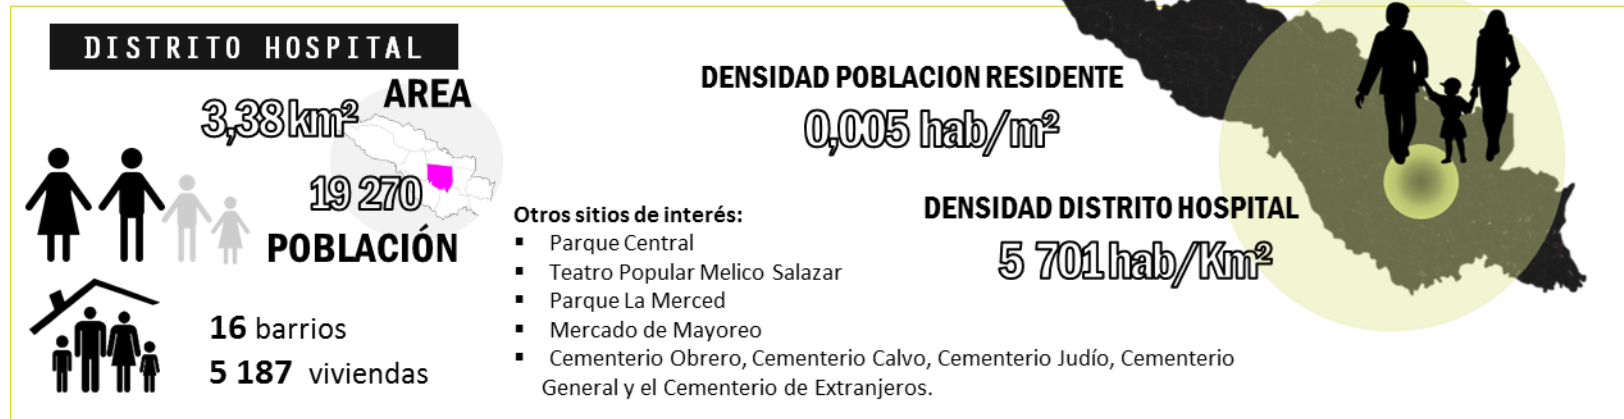 DISTRITO HOSPITAL
AREA
3,38 km²
19 270
POBLACIÓN
16 barrios
5 187 viviendas
DENSIDAD POBLACION RESIDENTE
0,005 hab/m²
DENSIDAD DISTRITO HOSPITAL
5 701 hab/Km²
Otros sitios de interés:
▪ Parque Central
▪ Teatro Popular Melico Salazar
▪ Parque La Merced
▪ Mercado de Mayoreo
▪ Cementerio Obrero, Cementerio Calvo, Cementerio Judío, Cementerio
General y el Cementerio de Extranjeros.